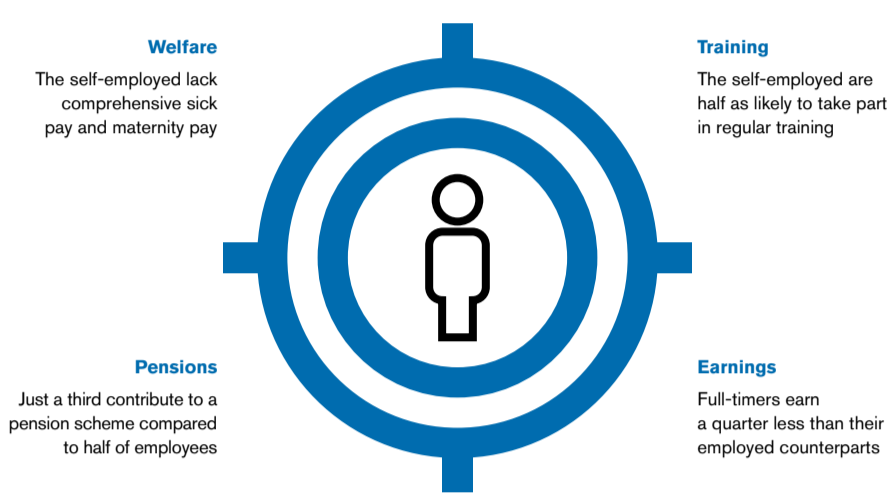 Welfare
The self-employed lack
comprehensive sick
pay and maternity pay
Training
The self-employed are
half as likely to take part
in regular training
Pensions
Just a third contribute to a
pension scheme compared
to half of employees
Earnings
Full-timers earn
a quarter less than their
employed counterparts